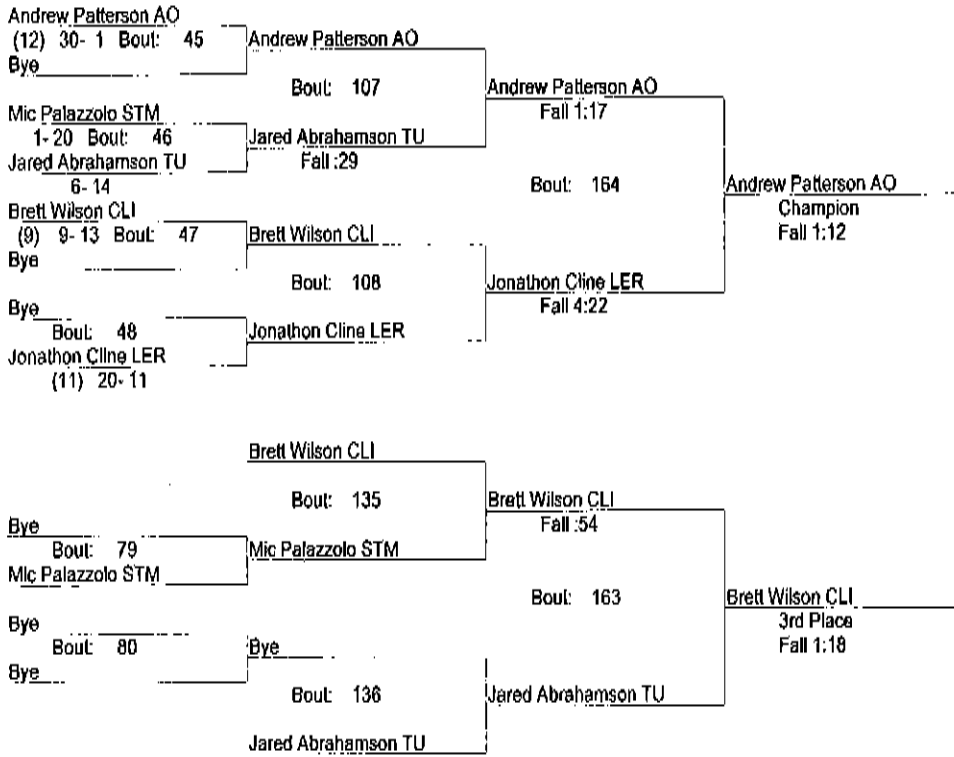 Andrew Patterson AO
(12) 30- 1 Bout: 45
Bye
Andrew Patterson AO
Bout: 107
Mic Palazzolo STM
1- 20 Bout: 46
Jared Abrahamson TU
6- 14
Jared Abrahamson TU
Fall :29
Andrew Patterson AO
Fall 1:17
Brett Wilson CLI
(9) 9- 13 Bout: 47
Bye
Brett Wilson CLI
Bout: 108
Bye
Bout: 48
Jonathon Cline LER
(11) 20- 11
Jonathon Cline LER
Jonathon Cline LER
Fall 4:22
Bout: 164
Andrew Patterson AO
Champion
Fall 1:12
Brett Wilson CLI
Bout: 135
Bye
Bout: 79
Mic Palazzolo STM
Mic Palazzolo STM
Brett Wilson CLI
Fall :54
Bye
Bout: 80
Bye
Bye
Bout: 136
Jared Abrahamson TU
Jared Abrahamson TU
Bout: 163
Brett Wilson CLI
3rd Place
Fall 1:18